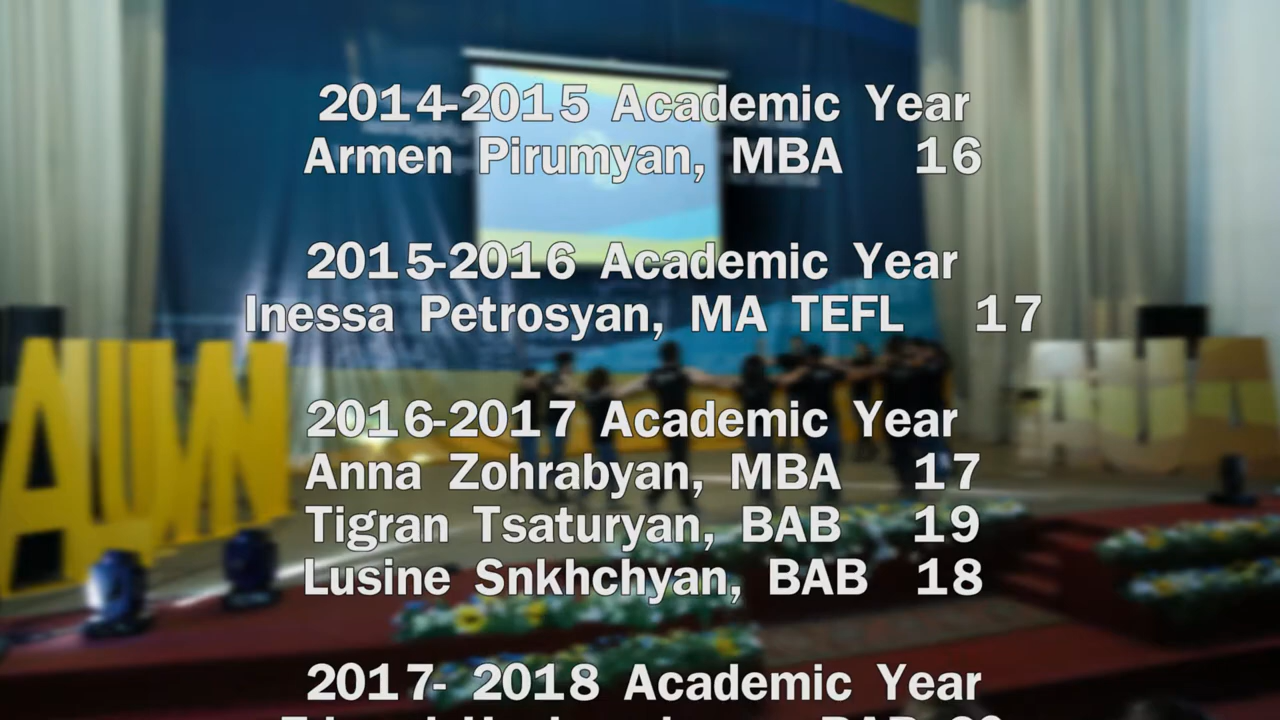 2014-2015 Academic Year
Armen Pirumyan, MBA 16
2015-2016 Academic Year
Inessa Petrosyan, MA TEFL 17
2016-2017 Academic Year
Anna Zohrabyan, MBA 17
Tigran Tsaturyan, BAB 19
Lusine Snkhchyan, BAB 18
2017- 2018 Academic Year